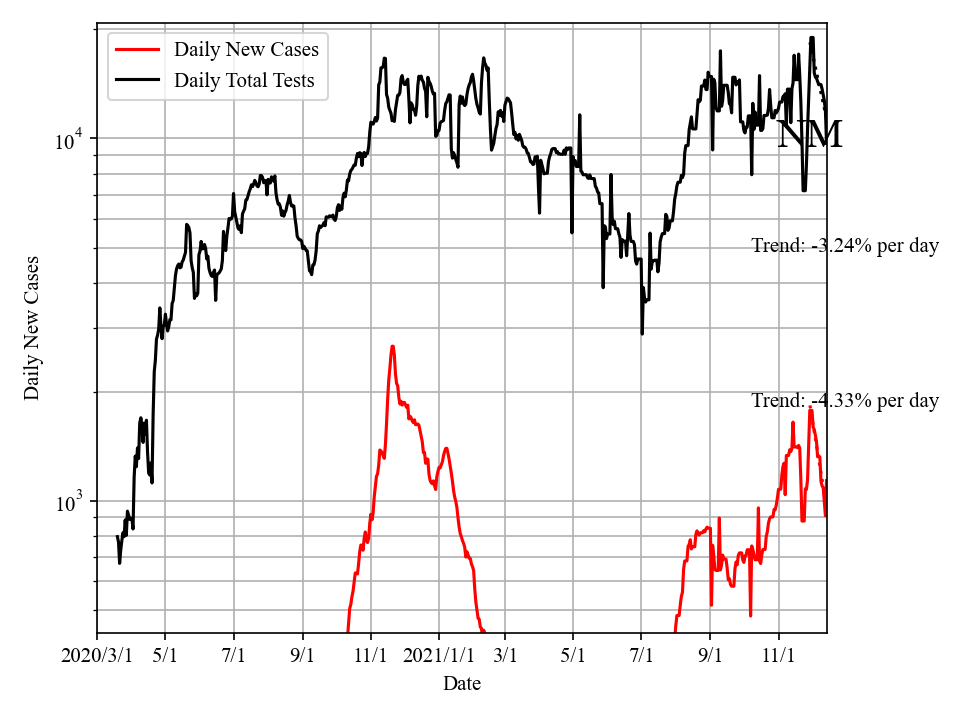 Daily New Cases
Daily Total Tests
NM
10^4
Trend: -3.24% per day
Daily New Cases
Trend: -4.33% per day
10^3
2020/3/1 5/1 7/1 9/1 11/1 2021/1/1 3/1 5/1 7/1 9/1 11/1
Date